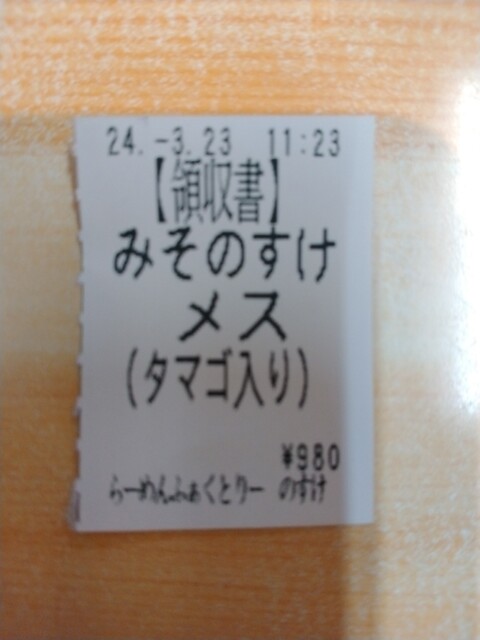 24.-3.23 11:23
【領収書】
みそのすけ
メス
(タマゴ入り)
¥980
らーめんふぁくとりー のすけ